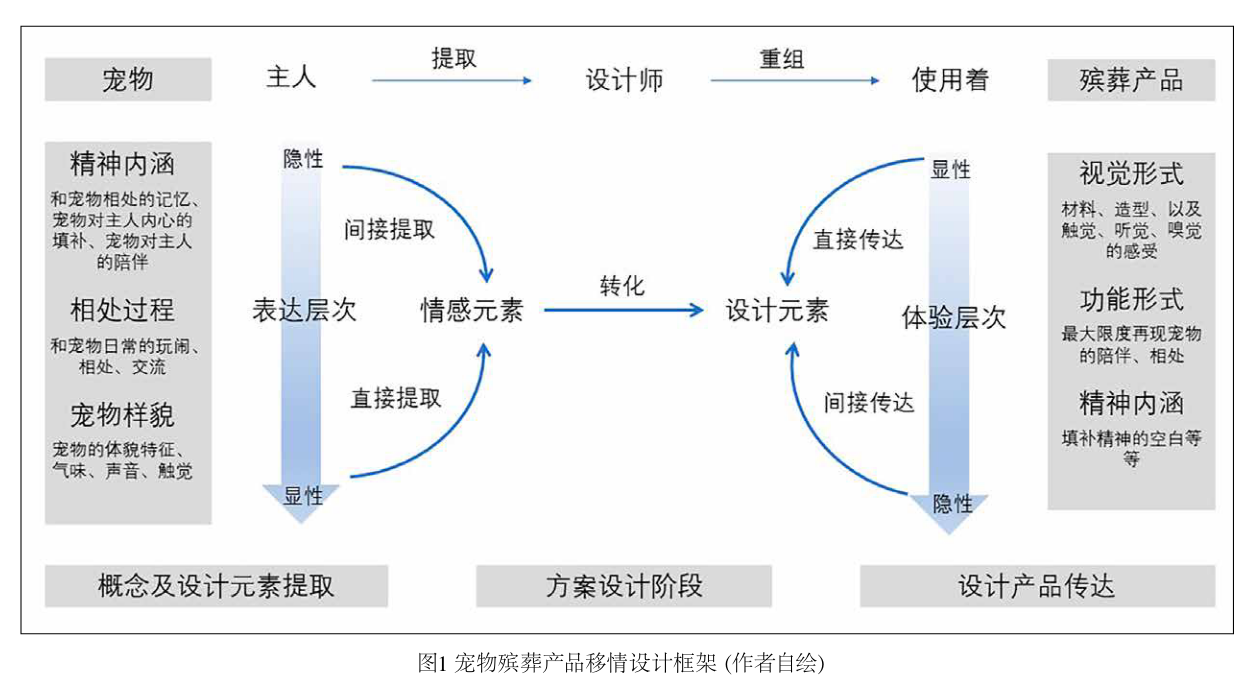 宠物
主人
提取
设计师
重组
使用着
殡葬产品
精神内涵
和宠物相处的记忆、
宠物对主人内心的
填补、宠物对主人
的陪伴
相处过程
和宠物日常的玩闹、
相处、交流
宠物样貌
宠物的体貌特征、
气味、声音、触觉
隐性
表达层次
显性
间接提取
情感元素
直接提取
转化
直接传达
设计元素
间接传达
显性
体验层次
隐性
视觉形式
材料、造型、以及
触觉、听觉、嗅觉
的感受
功能形式
最大限度再现宠物
的陪伴、相处
精神内涵
填补精神的空白等
等
概念及设计元素提取
方案设计阶段
设计产品传达
图1 宠物殡葬产品移情设计框架 (作者自绘)